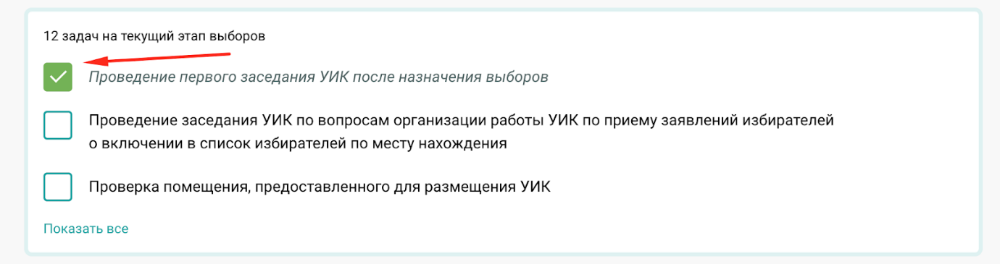 12 задач на текущий этап выборов
Проведение первого заседания УИК после назначения выборов
Проведение заседания УИК по вопросам организации работы УИК по приему заявлений избирателей
о включении в список избирателей по месту нахождения
Проверка помещения, предоставленного для размещения УИК
Показать все